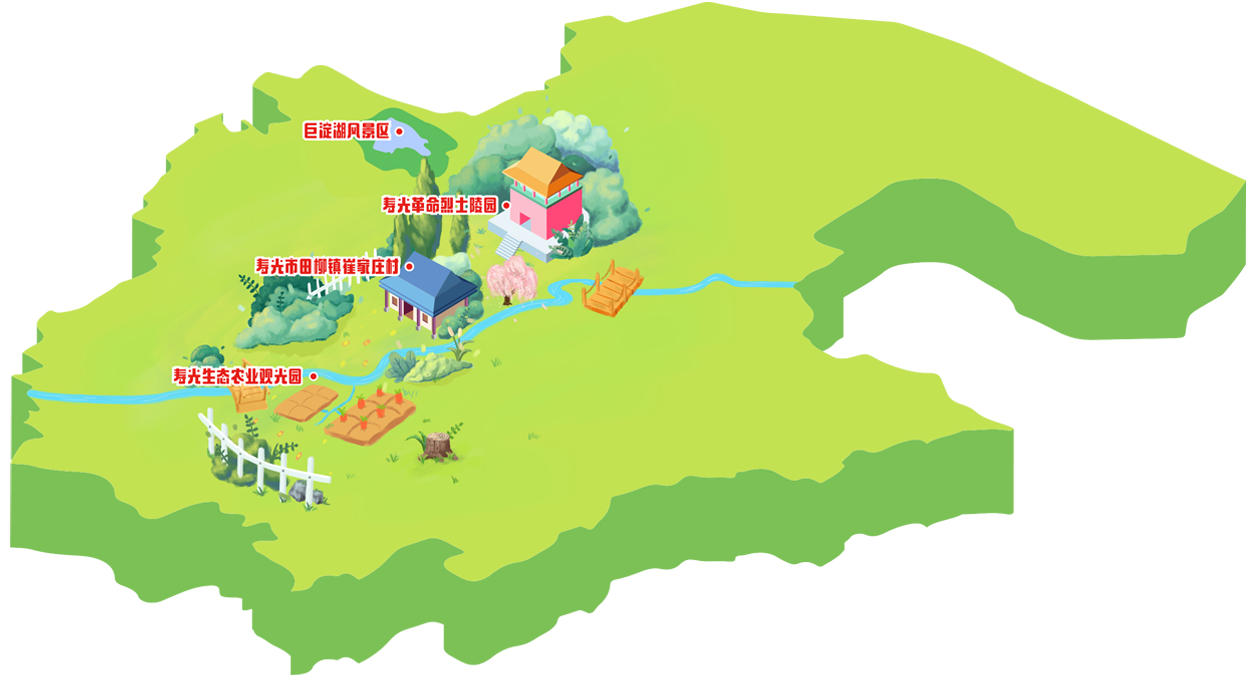 巨淀湖风景区
寿光革命烈士陵园
寿光市田柳镇崔家庄村
寿光生态农业观光园